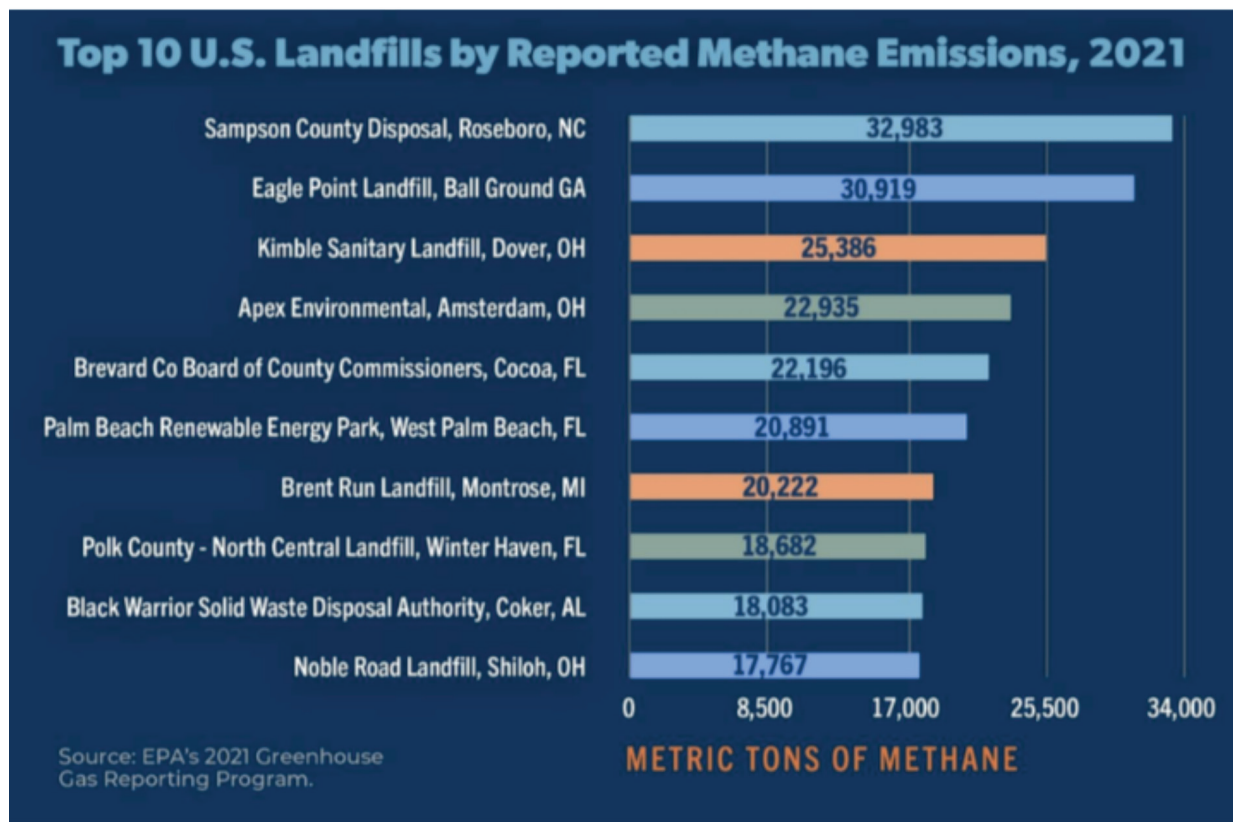 Top 10 U.S. Landfills by Reported Methane Emissions, 2021
Sampson County Disposal, Roseboro, NC 32,983
Eagle Point Landfill, Ball Ground GA 30,919
Kimble Sanitary Landfill, Dover, OH 25,386
Apex Environmental, Amsterdam, OH 22,935
Brevard Co Board of County Commissioners, Cocoa, FL 22,196
Palm Beach Renewable Energy Park, West Palm Beach, FL 20,891
Brent Run Landfill, Montrose, MI 20,222
Polk County - North Central Landfill, Winter Haven, FL 18,682
Black Warrior Solid Waste Disposal Authority, Coker, AL 18,083
Noble Road Landfill, Shiloh, OH 17,767
0 8,500 17,000 25,500 34,000
METRIC TONS OF METHANE
Source: EPA's 2021 Greenhouse
Gas Reporting Program.